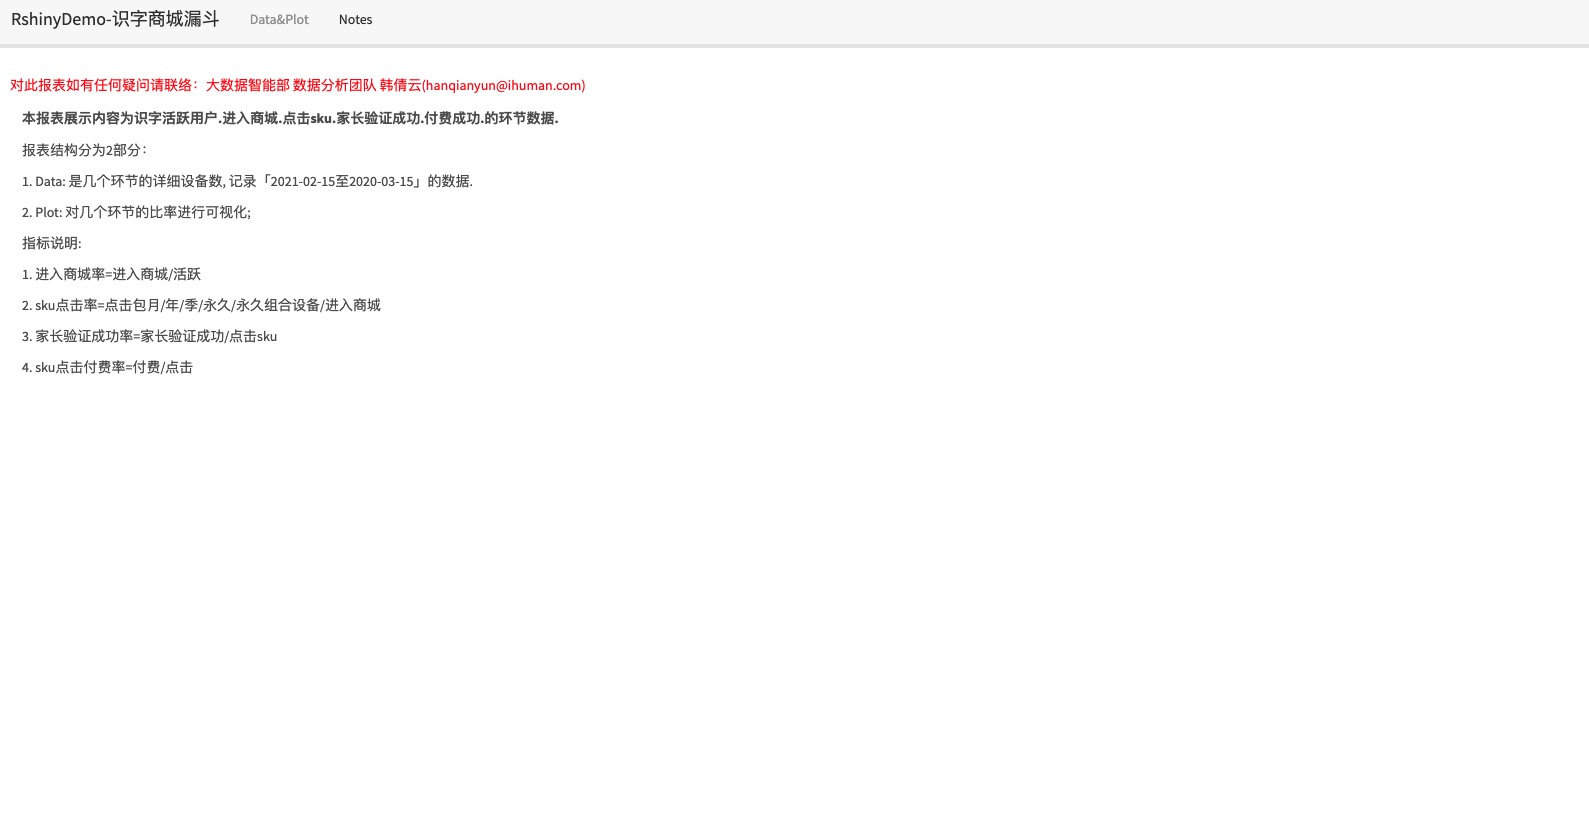 RshinyDemo-识字商城漏斗 Data&Plot Notes
对此报表如有任何疑问请联络：大数据智能部 数据分析团队 韩倩云(hanqianyun@ihuman.com)
本报表展示内容为识字活跃用户.进入商城.点击sku.家长验证成功.付费成功.的环节数据.
报表结构分为2部分：
1. Data: 是几个环节的详细设备数, 记录「2021-02-15至2020-03-15」的数据.
2. Plot: 对几个环节的比率进行可视化;
指标说明:
1. 进入商城率=进入商城/活跃
2. sku点击率=点击包月/年/季/永久/永久组合设备/进入商城
3. 家长验证成功率=家长验证成功/点击sku
4. sku点击付费率=付费/点击